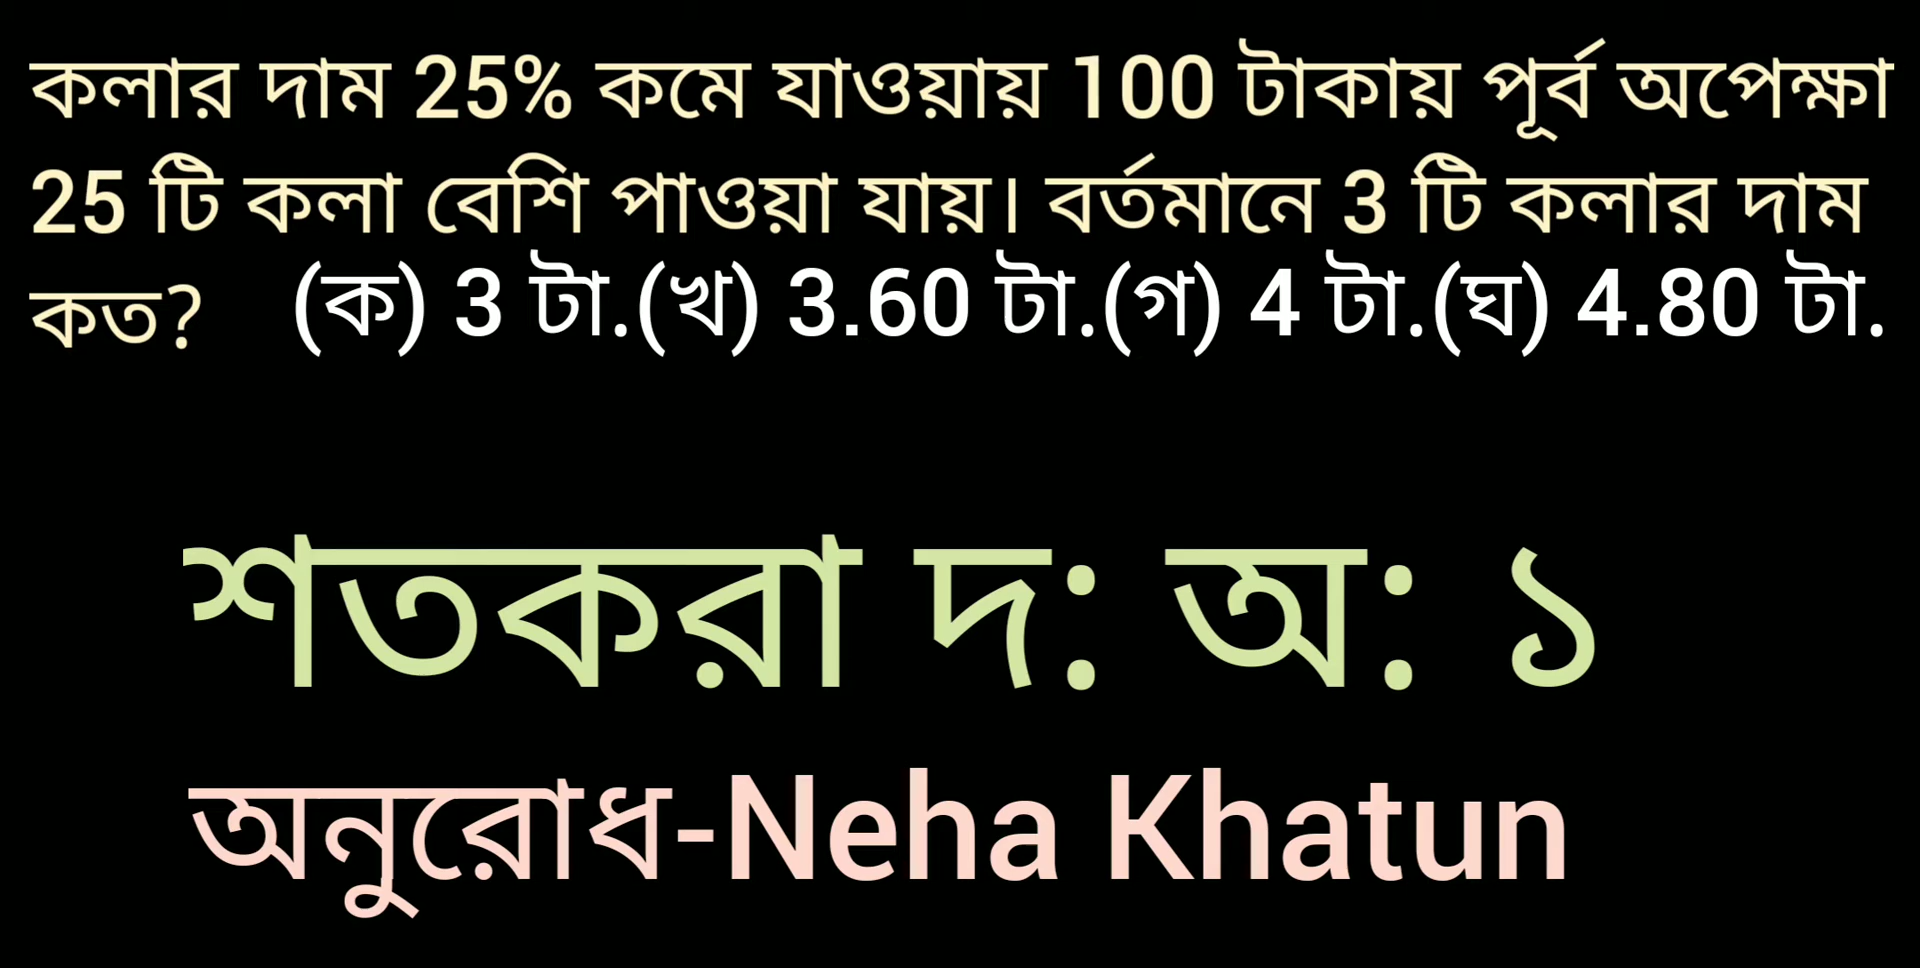 কলার দাম 25% কমে যাওয়ায় 100 টাকায় পূর্ব অপেক্ষা
25 টি কলা বেশি পাওয়া যায়। বর্তমানে 3 টি কলার দাম
কত? (ক) 3 টা.(খ) 3.60 টা.(গ) 4 টা.(ঘ) 4.80 টা.
শতকরা দ: অ: ১
অনুরোধ-Neha Khatun